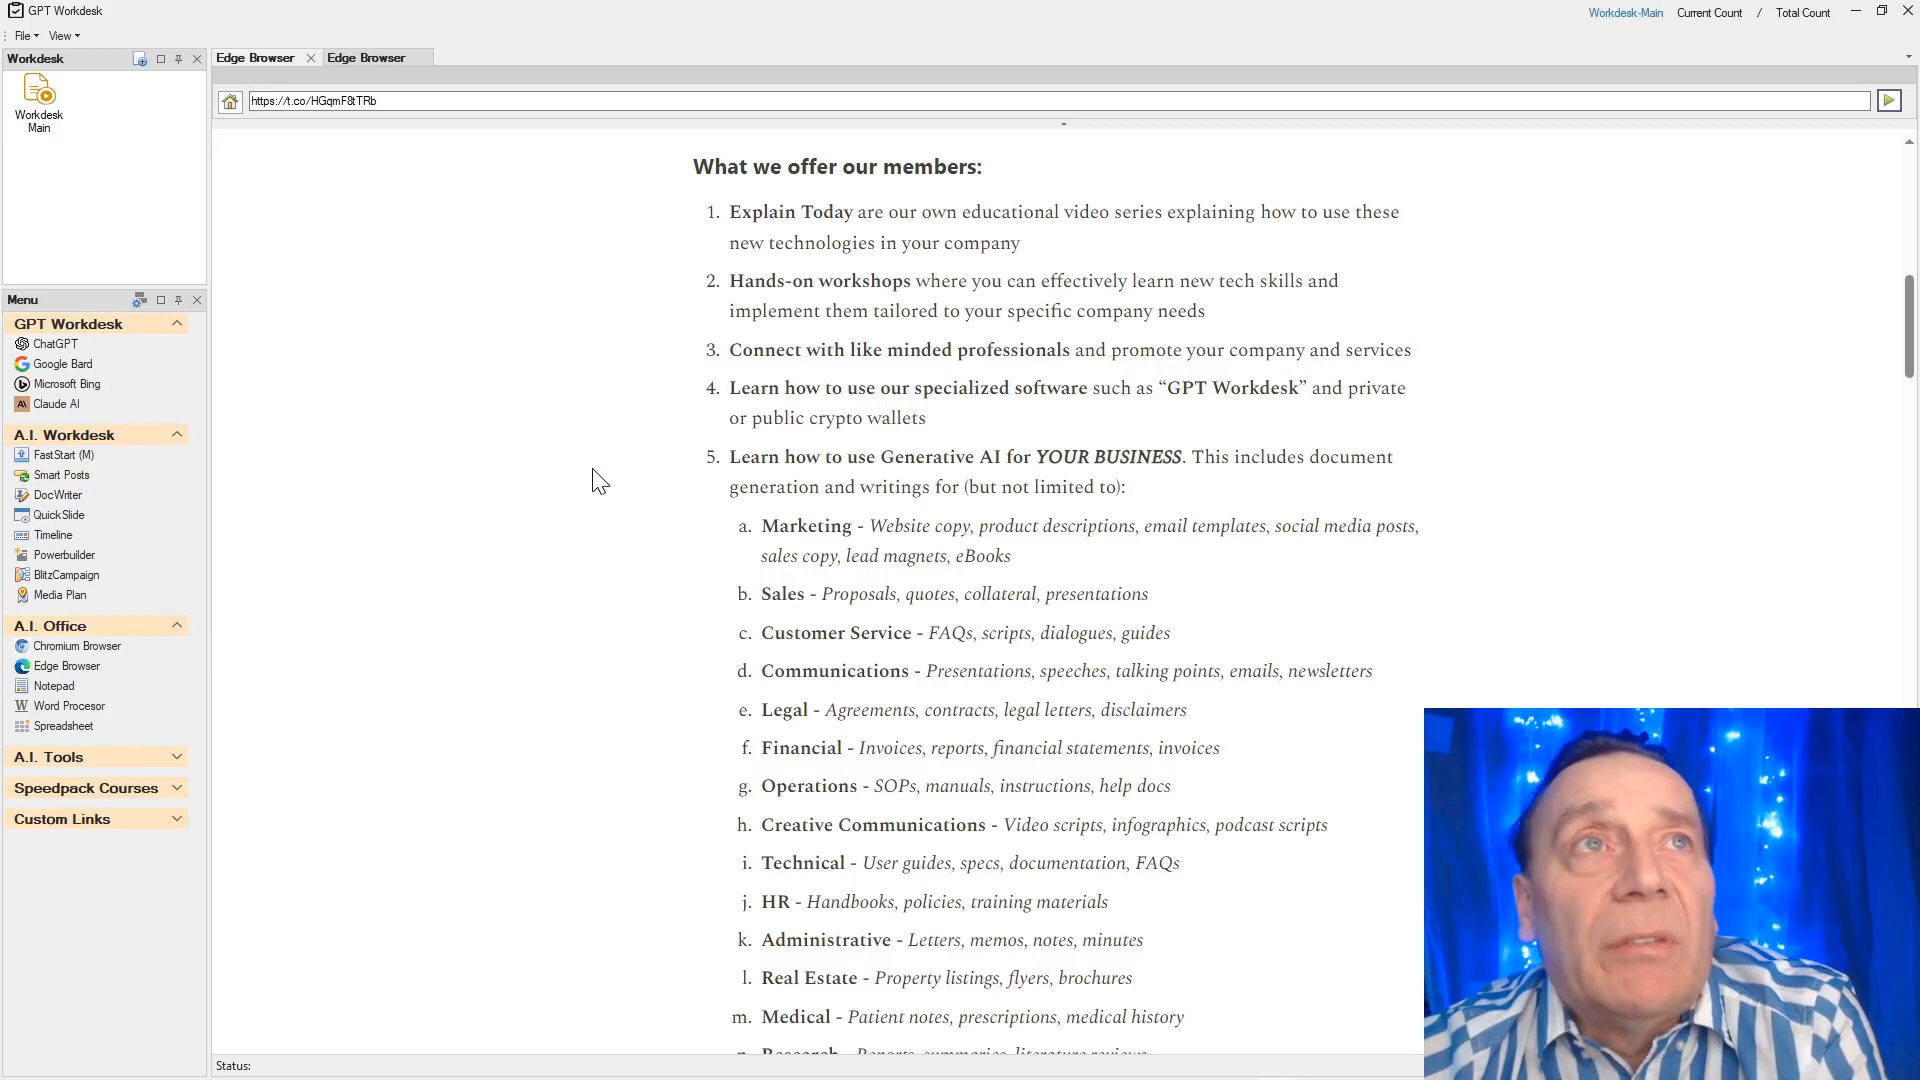 GPT Workdesk
Workdesk-Main Current Count / Total Count
File View
Workdesk
Edge Browser Edge Browser
https://t.co/HGqmF8tTRb
Workdesk
Main
Menu
GPT Workdesk
ChatGPT
Google Bard
Microsoft Bing
Claude AI
A.I. Workdesk
FastStart (M)
Smart Posts
DocWriter
QuickSlide
Timeline
Powerbuilder
BlitzCampaign
Media Plan
A.I. Office
Chromium Browser
Edge Browser
Notepad
W Word Procesor
Spreadsheet
A.I. Tools
Speedpack Courses
Custom Links
What we offer our members:
1. Explain Today are our own educational video series explaining how to use these
new technologies in your company
2. Hands-on workshops where you can effectively learn new tech skills and
implement them tailored to your specific company needs
3. Connect with like minded professionals and promote your company and services
4. Learn how to use our specialized software such as “GPT Workdesk” and private
or public crypto wallets
5. Learn how to use Generative AI for YOUR BUSINESS. This includes document
generation and writings for (but not limited to):
a. Marketing - Website copy, product descriptions, email templates, social media posts,
sales copy, lead magnets, eBooks
b. Sales - Proposals, quotes, collateral, presentations
c. Customer Service - FAQs, scripts, dialogues, guides
d. Communications - Presentations, speeches, talking points, emails, newsletters
e. Legal - Agreements, contracts, legal letters, disclaimers
f. Financial - Invoices, reports, financial statements, invoices
g. Operations - SOPs, manuals, instructions, help docs
h. Creative Communications - Video scripts, infographics, podcast scripts
i. Technical - User guides, specs, documentation, FAQs
j. HR - Handbooks, policies, training materials
k. Administrative - Letters, memos, notes, minutes
l. Real Estate - Property listings, flyers, brochures
m. Medical - Patient notes, prescriptions, medical history
Research - Reports, summaries, literature reviews
Status: